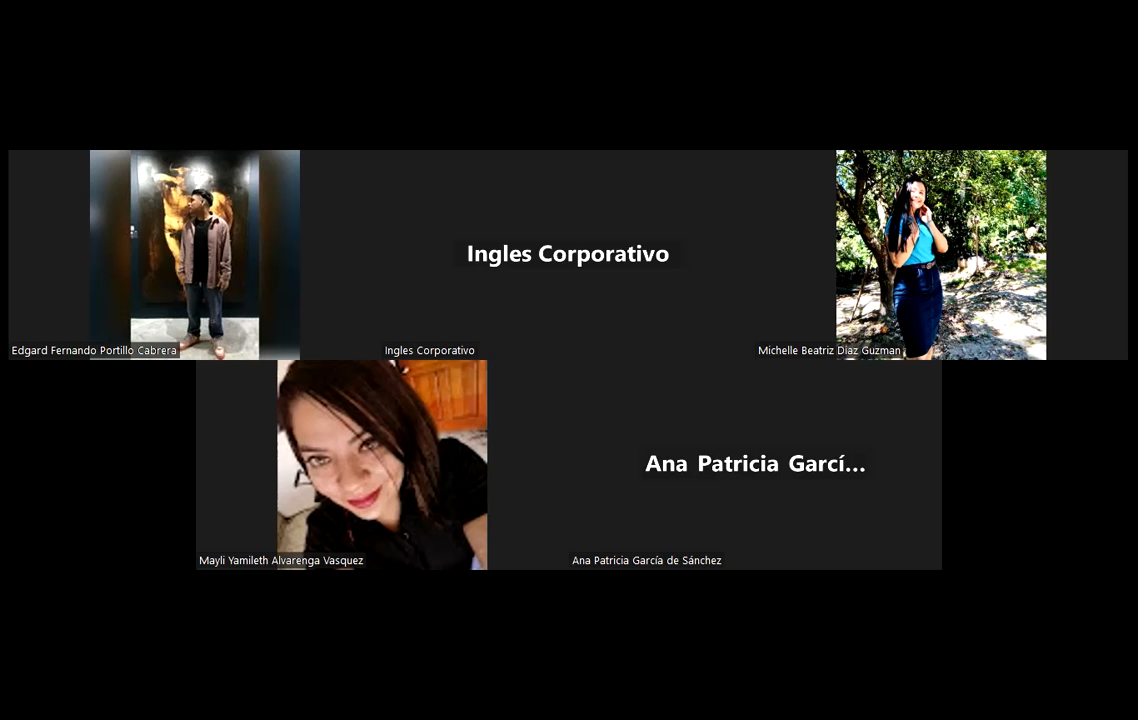 Ingles Corporativo
Edgard Fernando Portillo Cabrera
Ingles Corporativo
Michelle Beatriz Diaz Guzman
Ana Patricia Garcí...
Mayli Yamileth Alvarenga Vasquez
Ana Patricia García de Sánchez